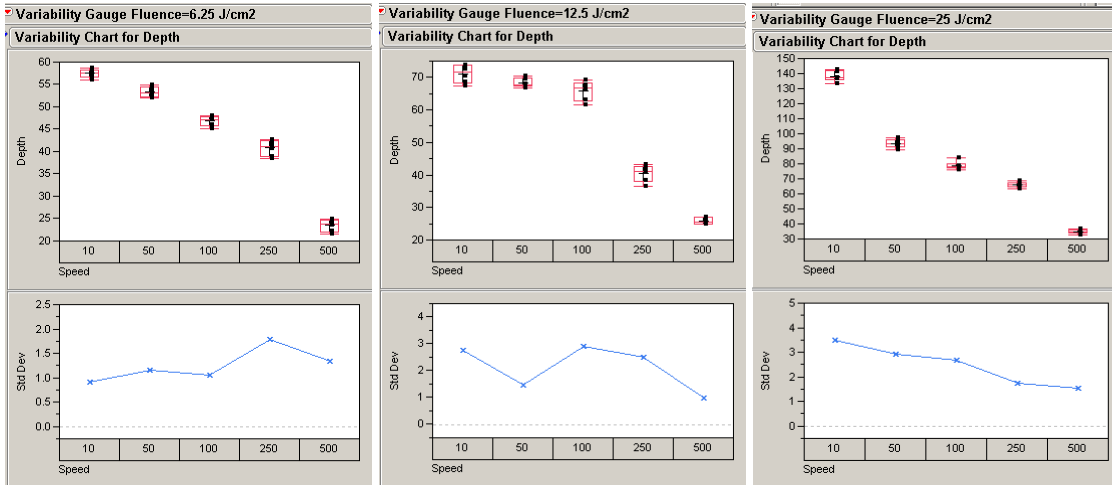 Variability Gauge Fluence=6.25 J/cm2
Variability Chart for Depth
60
55
50
45
40
35
30
25
20
Depth
10 50 100 250 500
Speed
2.5
2.0
1.5
1.0
0.5
0.0
Std Dev
10 50 100 250 500
Speed
Variability Gauge Fluence=12.5 J/cm2
Variability Chart for Depth
70
60
50
40
30
20
Depth
10 50 100 250 500
Speed
4
3
2
1
0
Std Dev
10 50 100 250 500
Speed
Variability Gauge Fluence=25 J/cm2
Variability Chart for Depth
150
140
130
120
110
100
90
80
70
60
50
40
30
Depth
10 50 100 250 500
Speed
5
4
3
2
1
0
Std Dev
10 50 100 250 500
Speed